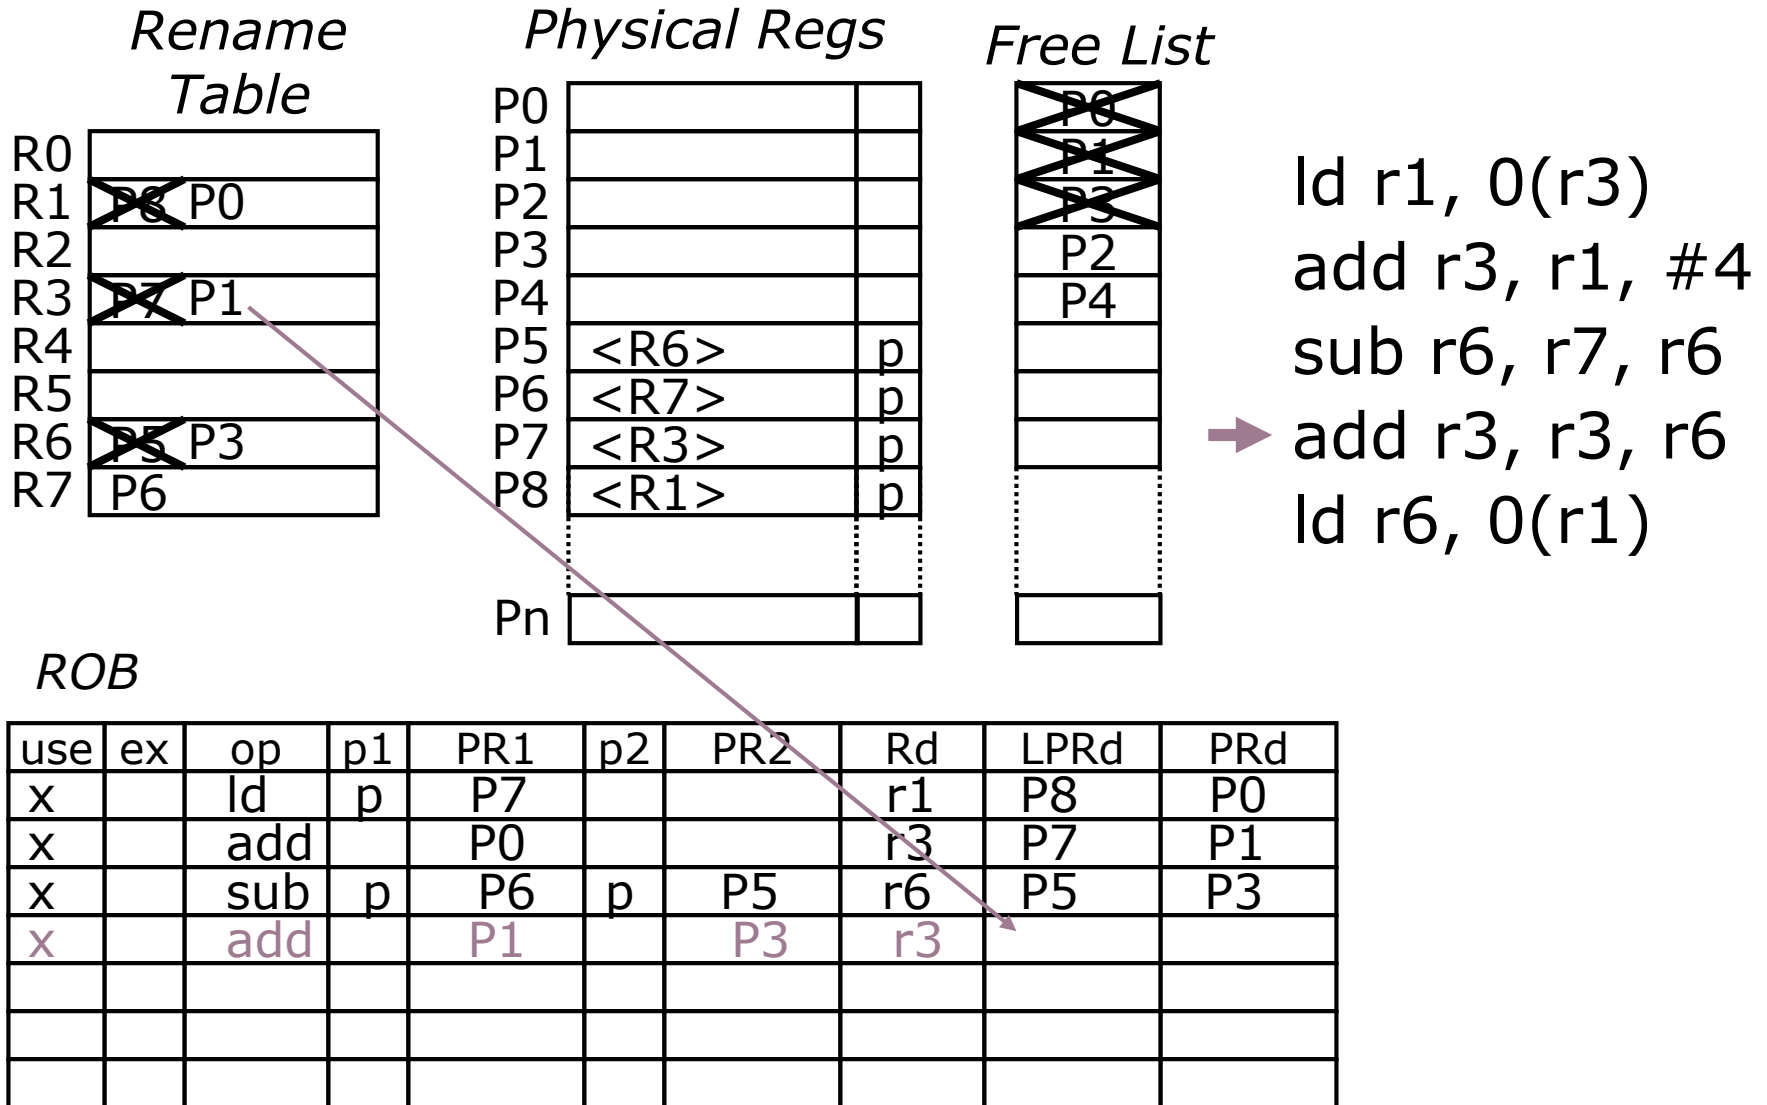 Rename
Table
Physical Regs
Free List
R0
R1 P8 P0
R2
R3 P7 P1
R4
R5
R6 P5 P3
R7 P6
P0
P1
P2
P3
P4
P5 <R6> p
P6 <R7> p
P7 <R3> p
P8 <R1> p
Pn
P0
P1
P3
P2
P4
ld r1, 0(r3)
add r3, r1, #4
sub r6, r7, r6
add r3, r3, r6
ld r6, 0(r1)
ROB
use ex op p1 PR1 p2 PR2 Rd LPRd PRd
x ld p P7 r1 P8 P0
x add P0 r3 P7 P1
x sub p P6 p P5 r6 P5 P3
x add P1 P3 r3